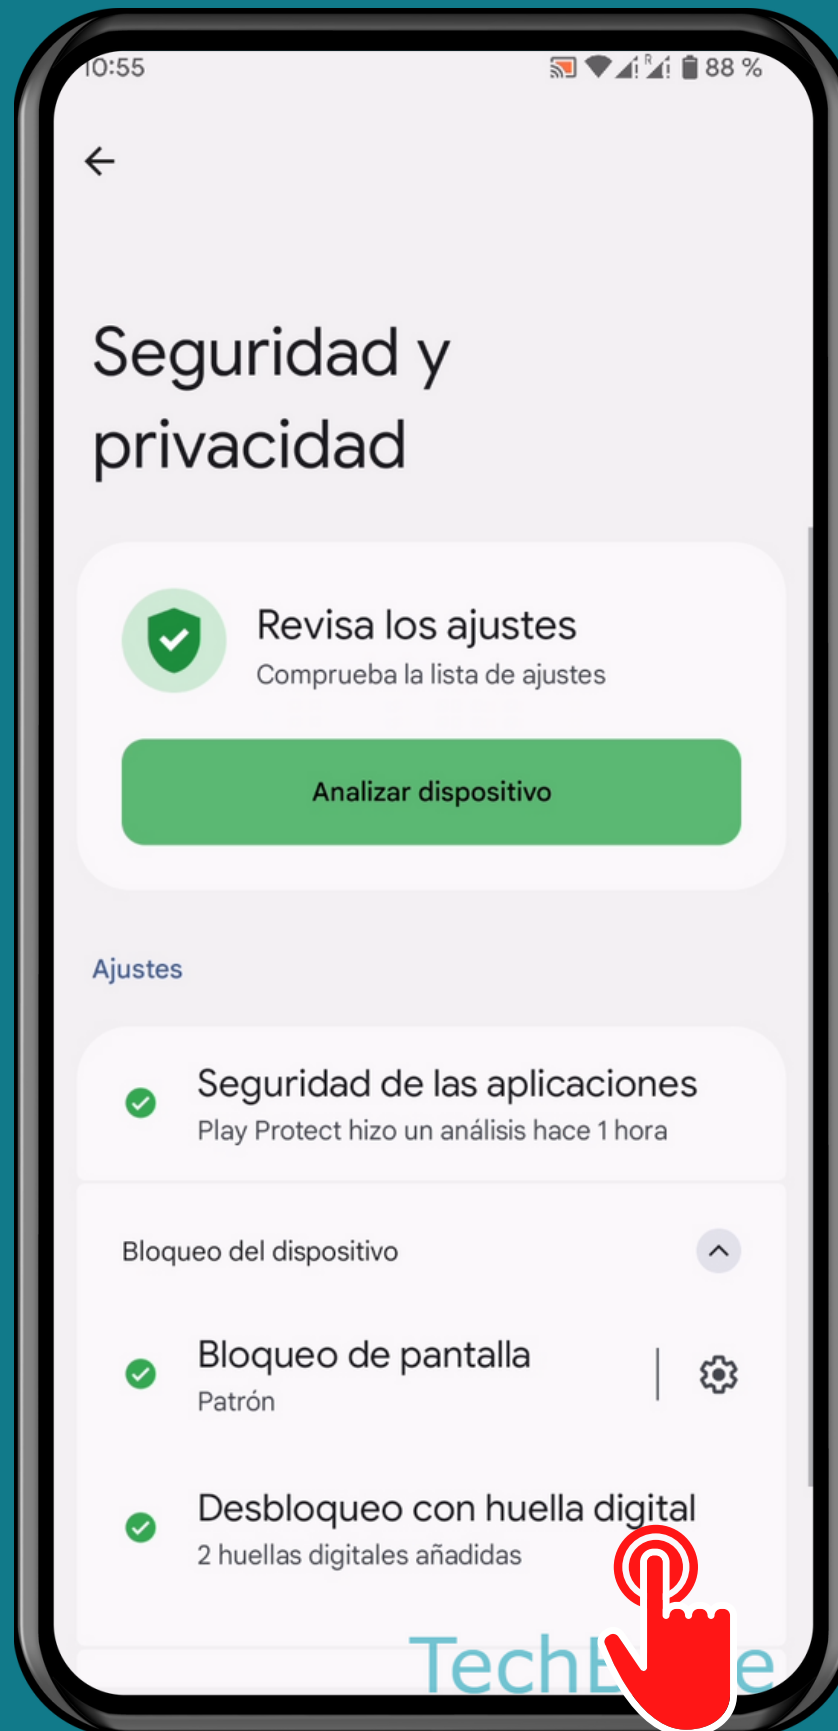 10:55
R
88 %
Seguridad y
privacidad
Revisa los ajustes
Comprueba la lista de ajustes
Analizar dispositivo
Ajustes
Seguridad de las aplicaciones
Play Protect hizo un análisis hace 1 hora
Bloqueo del dispositivo
Bloqueo de pantalla
Patrón
Desbloqueo con huella digital
2 huellas digitales añadidas